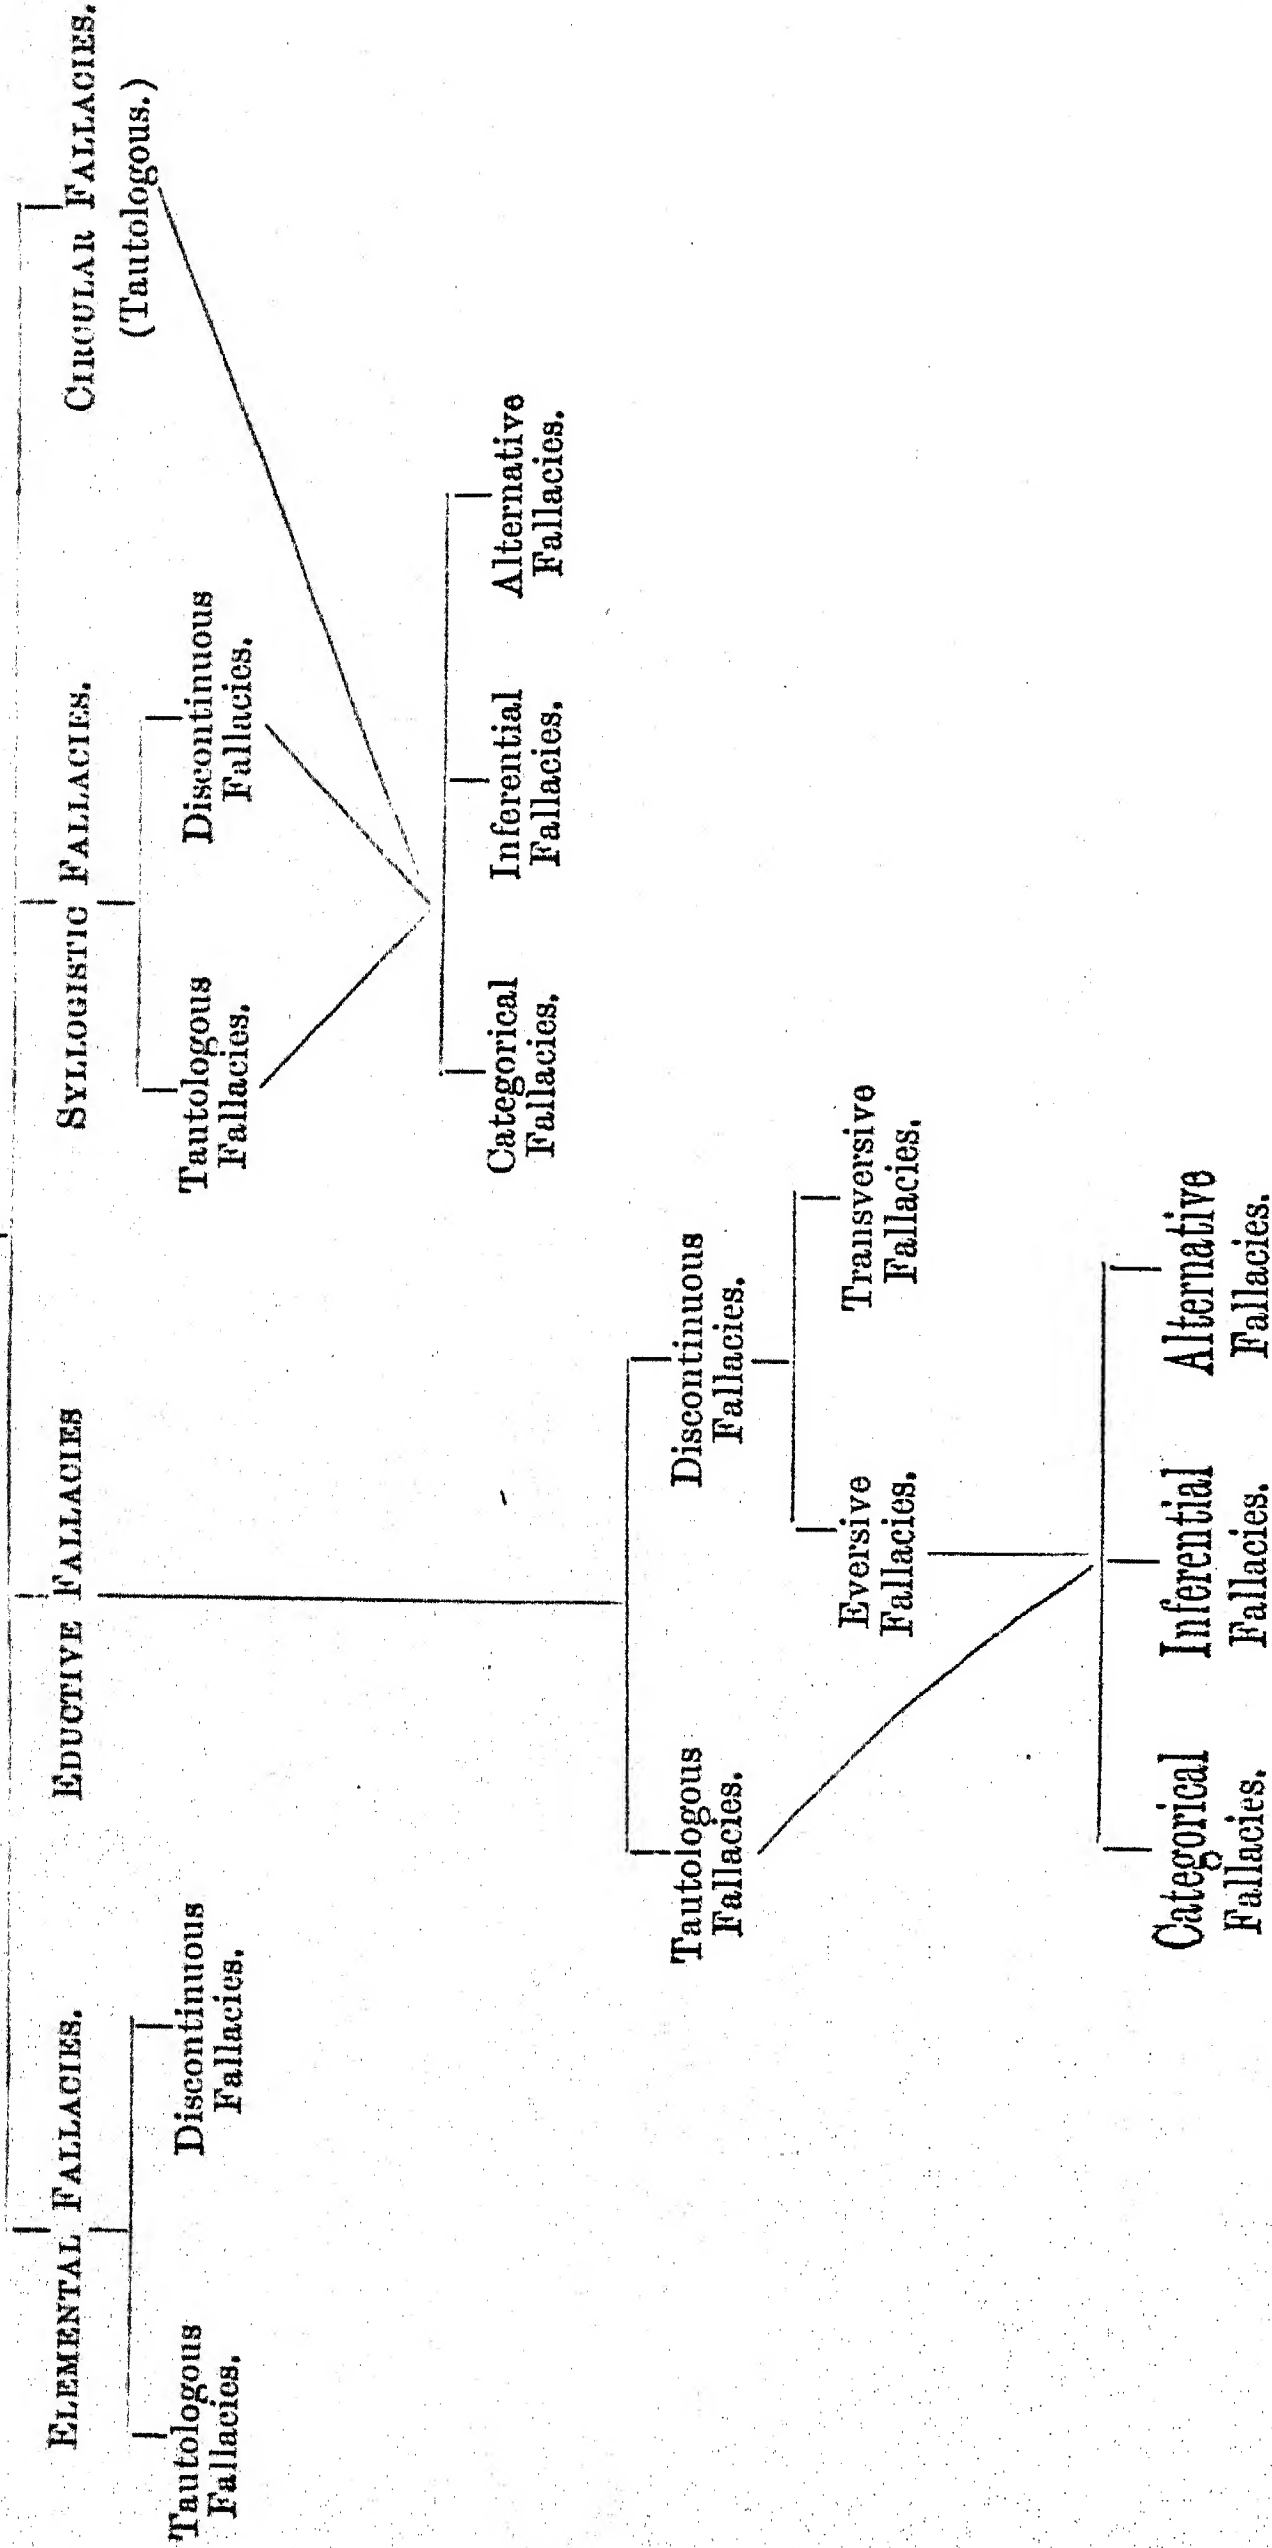 ELEMENTAL FALLACIES.
EDUCTIVE FALLACIES
SYLLOGISTIC FALLACIES.
CIRCULAR FALLACIES.
(Tautologous.)
Tautologous
Fallacies.
Discontinuous
Fallacies.
Tautologous
Fallacies.
Discontinuous
Fallacies.
Categorical
Fallacies.
Inferential
Fallacies.
Alternative
Fallacies.
Tautologous
Fallacies.
Discontinuous
Fallacies.
Eversive
Fallacies.
Transversive
Fallacies.
Categorical
Fallacies.
Inferential
Fallacies.
Alternative
Fallacies.